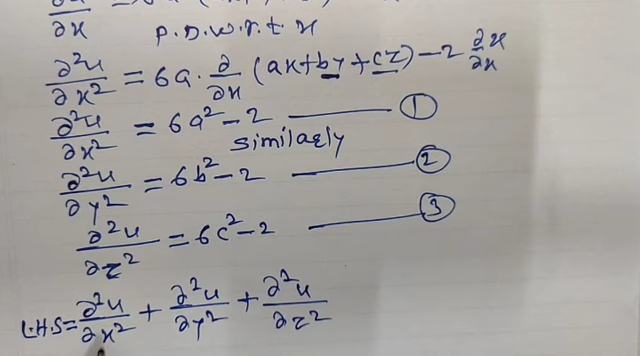 ∂x
P.D.w.r.t x
∂²u/∂x² = 6a·∂/∂x (ax+by+cz)-2 ∂x/∂x
∂²u/∂x² = 6a²-2 ①
similarly
∂²u/∂y² = 6b²-2 ②
∂²u/∂z² = 6c²-2 ③
L.H.S= ∂²u/∂x² + ∂²u/∂y² + ∂²u/∂z²